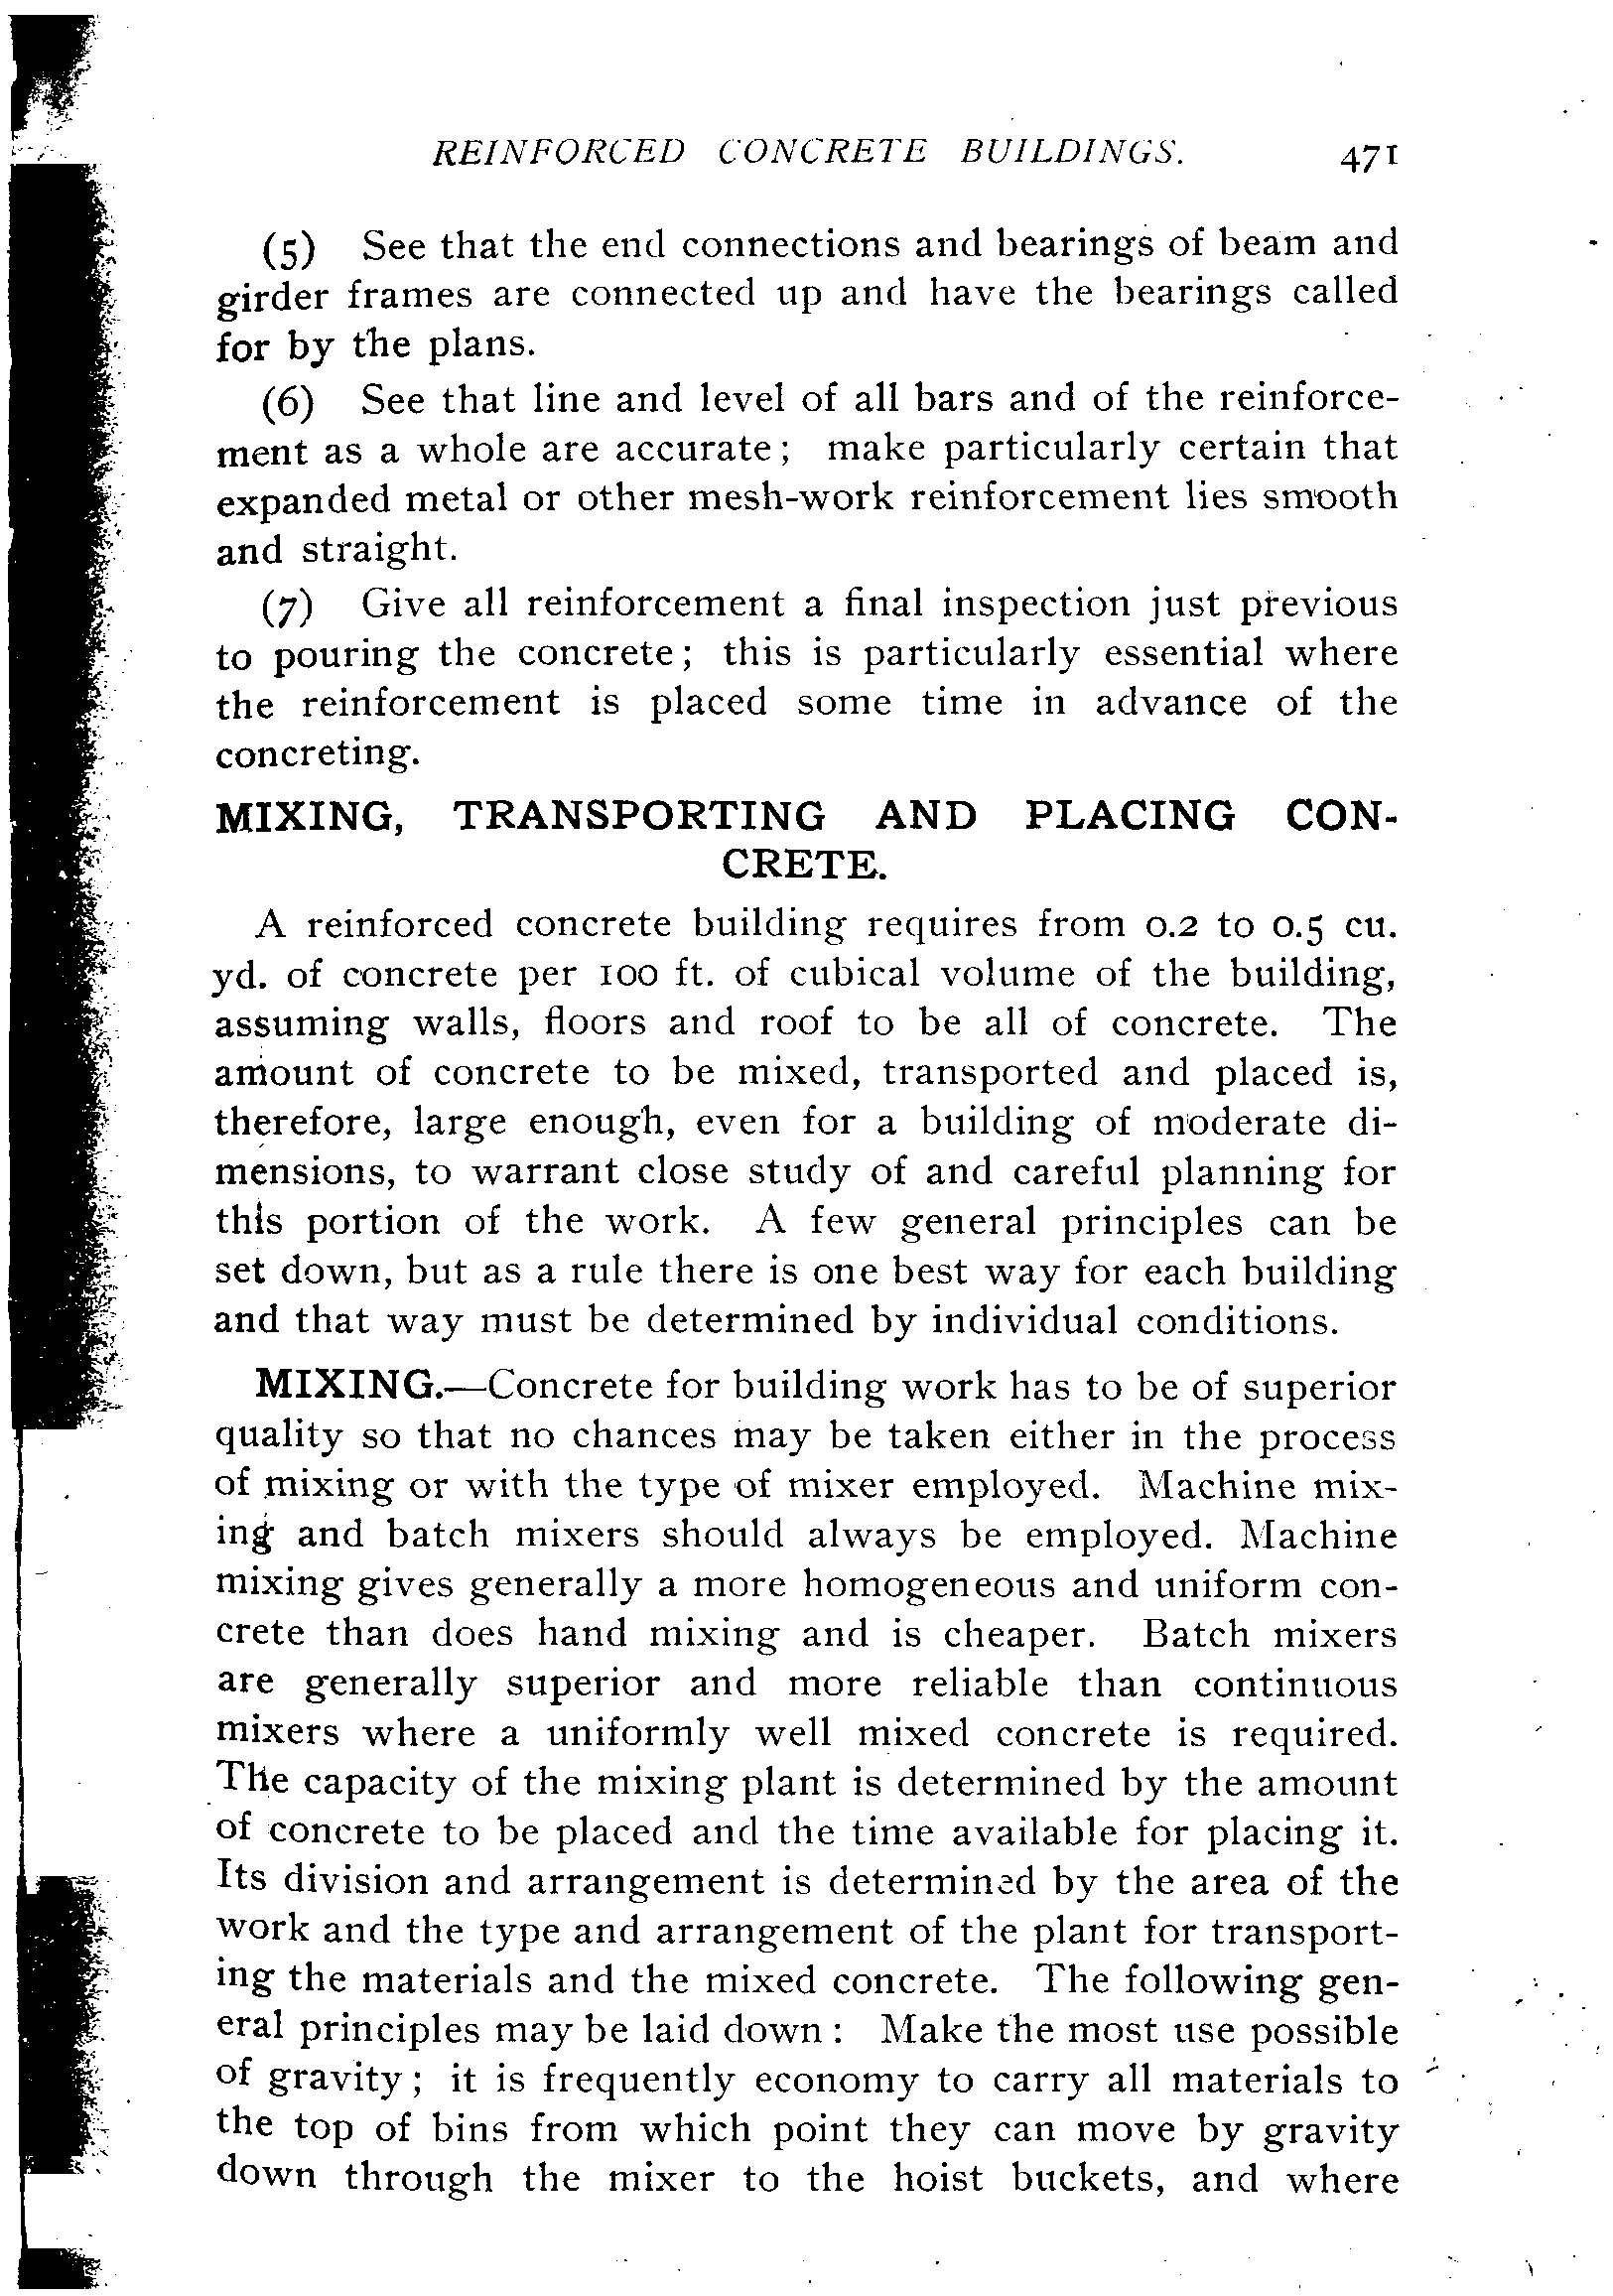 REINFORCED CONCRETE BUILDINGS. 471
(5) See that the end connections and bearings of beam and
girder frames are connected up and have the bearings called
for by the plans.
(6) See that line and level of all bars and of the reinforce-
ment as a whole are accurate; make particularly certain that
expanded metal or other mesh-work reinforcement lies smooth
and straight.
(7) Give all reinforcement a final inspection just previous
to pouring the concrete; this is particularly essential where
the reinforcement is placed some time in advance of the
concreting.
MIXING, TRANSPORTING AND PLACING CON-
CRETE.
A reinforced concrete building requires from 0.2 to 0.5 cu.
yd. of concrete per 100 ft. of cubical volume of the building,
assuming walls, floors and roof to be all of concrete. The
amount of concrete to be mixed, transported and placed is,
therefore, large enough, even for a building of moderate di-
mensions, to warrant close study of and careful planning for
this portion of the work. A few general principles can be
set down, but as a rule there is one best way for each building
and that way must be determined by individual conditions.
MIXING.—Concrete for building work has to be of superior
quality so that no chances may be taken either in the process
of mixing or with the type of mixer employed. Machine mix-
ing and batch mixers should always be employed. Machine
mixing gives generally a more homogeneous and uniform con-
crete than does hand mixing and is cheaper. Batch mixers
are generally superior and more reliable than continuous
mixers where a uniformly well mixed concrete is required.
The capacity of the mixing plant is determined by the amount
of concrete to be placed and the time available for placing it.
Its division and arrangement is determined by the area of the
work and the type and arrangement of the plant for transport-
ing the materials and the mixed concrete. The following gen-
eral principles may be laid down: Make the most use possible
of gravity; it is frequently economy to carry all materials to
the top of bins from which point they can move by gravity
down through the mixer to the hoist buckets, and where